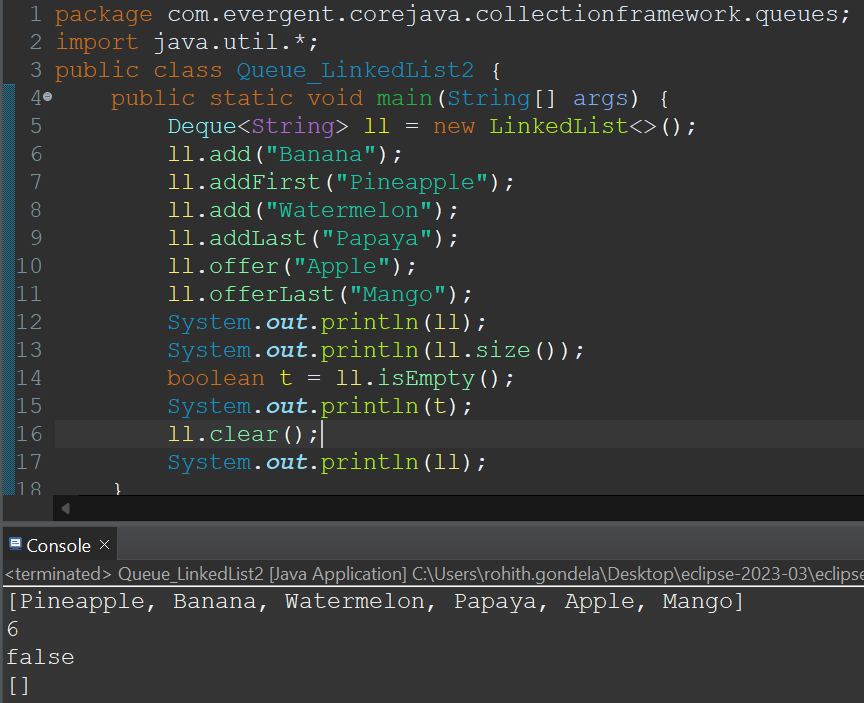 1 package com.evergent.corejava.collectionframework.queues;
2 import java.util.*;
3 public class Queue_LinkedList2 {
4 public static void main(String[] args) {
5 Deque<String> ll = new LinkedList<>();
6 ll.add("Banana");
7 ll.addFirst("Pineapple");
8 ll.add("Watermelon");
9 ll.addLast("Papaya");
10 ll.offer("Apple");
11 ll.offerLast("Mango");
12 System.out.println(ll);
13 System.out.println(ll.size());
14 boolean t = ll.isEmpty();
15 System.out.println(t);
16 ll.clear();
17 System.out.println(ll);
18 }
Console ×
<terminated> Queue_LinkedList2 [Java Application] C:\Users\rohith.gondela\Desktop\eclipse-2023-03\eclipse
[Pineapple, Banana, Watermelon, Papaya, Apple, Mango]
6
false
[]